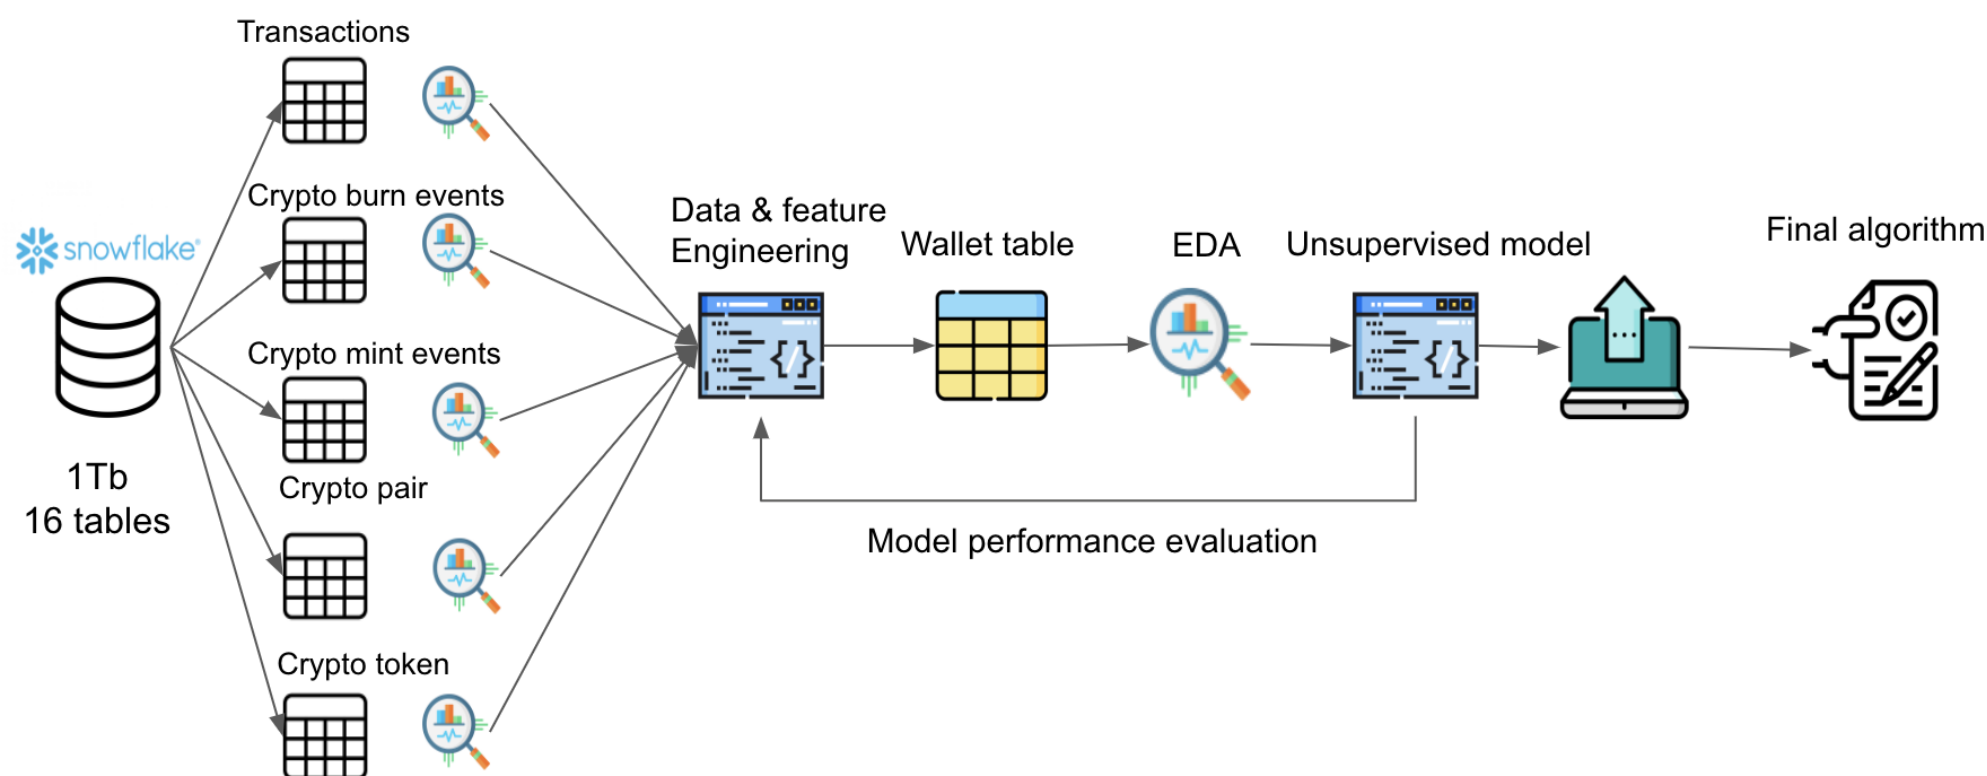 Transactions
Crypto burn events
snowflake®
Crypto mint events
1Tb
16 tables
Crypto pair
Crypto token
Data & feature
Engineering
Wallet table
EDA
Unsupervised model
Final algorithm
Model performance evaluation